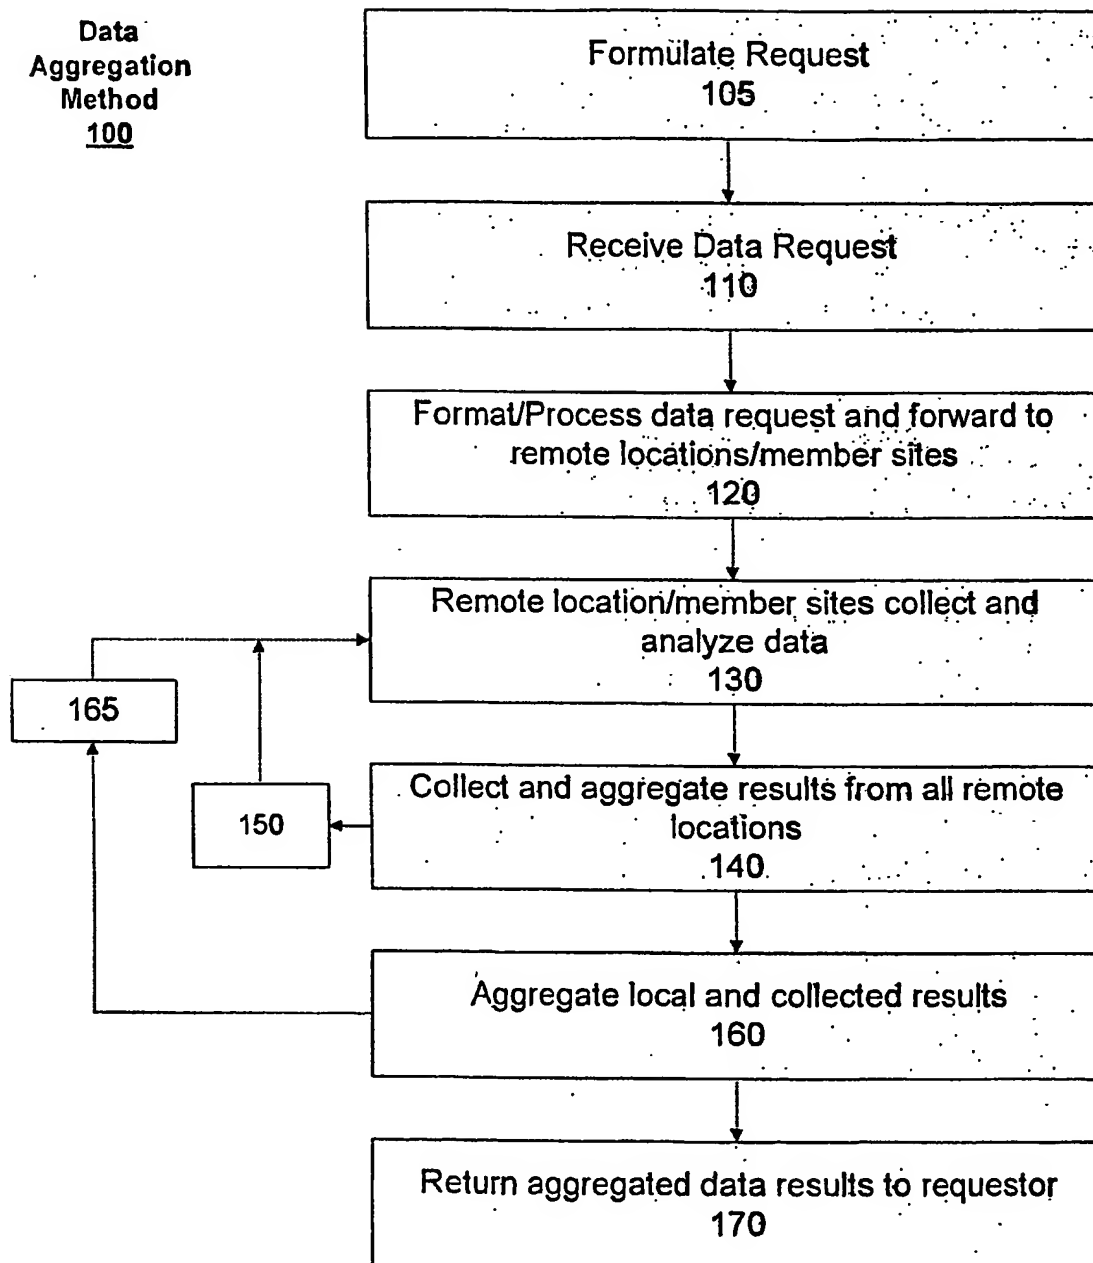 Data
Aggregation
Method
100
Formulate Request
105
Receive Data Request
110
Format/Process data request and forward to
remote locations/member sites
120
Remote location/member sites collect and
analyze data
130
165
Collect and aggregate results from all remote
locations
140
150
Aggregate local and collected results
160
Return aggregated data results to requestor
170